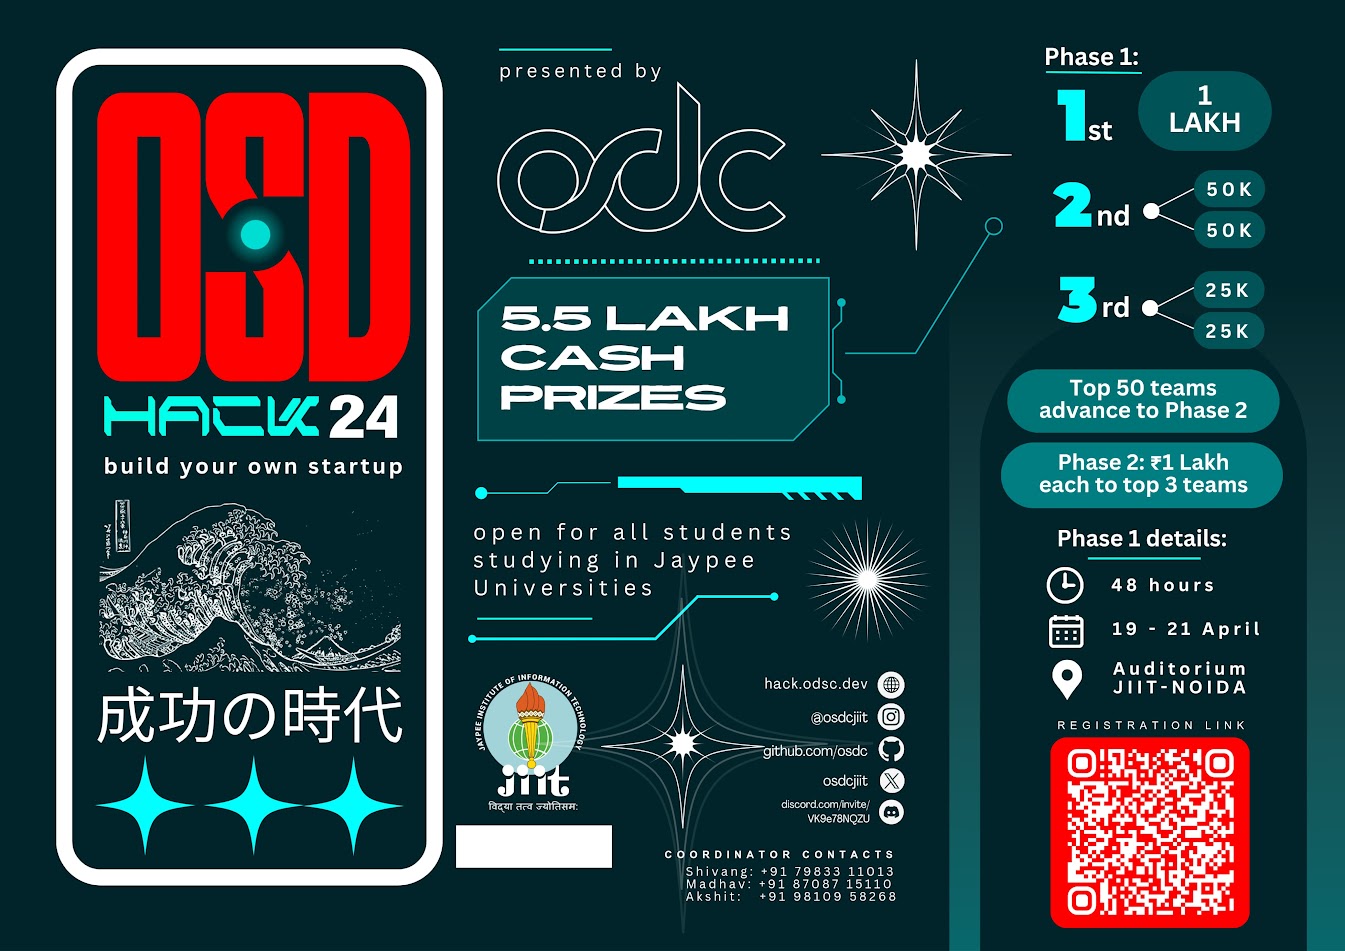 OSD
HACK 24
build your own startup
成功の時代
presented by
odc
5.5 LAKH
CASH
PRIZES
open for all students
studying in Jaypee
Universities
JAYPEE INSTITUTE OF INFORMATION TECHNOLOGY
jiit
विद्या तत्व ज्योतिसम:
hack.odsc.dev
@osdcjiit
github.com/osdc
osdcjiit
discord.com/invite/
VK9e78NQZU
COORDINATOR CONTACTS
Shivang: +91 79833 11013
Madhav: +91 87087 15110
Akshit: +91 98109 58268
Phase 1:
1st
1
LAKH
2nd
50K
50K
3rd
25K
25K
Top 50 teams
advance to Phase 2
Phase 2: ₹1 Lakh
each to top 3 teams
Phase 1 details:
48 hours
19 - 21 April
Auditorium
JIIT-NOIDA
REGISTRATION LINK